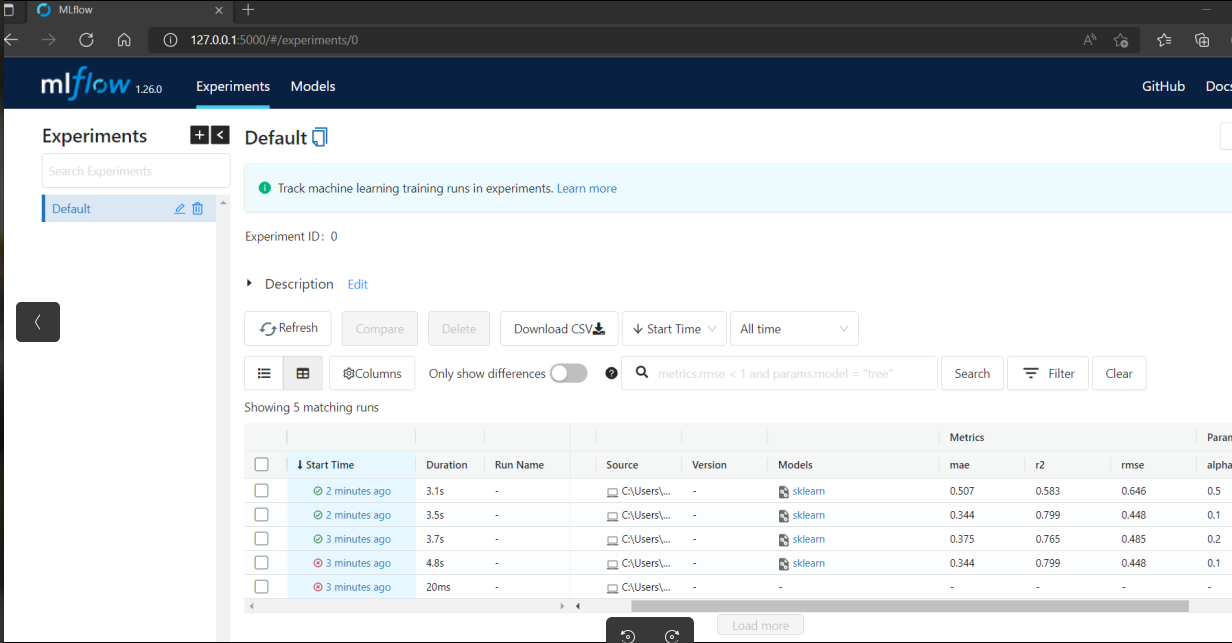 MLflow
127.0.0.1:5000/#/experiments/0
mlflow 1.26.0 Experiments Models GitHub Docs
Experiments
Search Experiments
Default
Default
Track machine learning training runs in experiments. Learn more
Experiment ID: 0
Description Edit
Refresh Compare Delete Download CSV Start Time All time
Columns Only show differences metrics.rmse < 1 and params.model = "tree" Search Filter Clear
Showing 5 matching runs
Metrics
Start Time Duration Run Name Source Version Models mae r2 rmse alpha
2 minutes ago 3.1s - C:\Users\... - sklearn 0.507 0.583 0.646 0.5
2 minutes ago 3.5s - C:\Users\... - sklearn 0.344 0.799 0.448 0.1
3 minutes ago 3.7s - C:\Users\... - sklearn 0.375 0.765 0.485 0.2
3 minutes ago 4.8s - C:\Users\... - sklearn 0.344 0.799 0.448 0.1
3 minutes ago 20ms - C:\Users\... - - - - - -
Load more